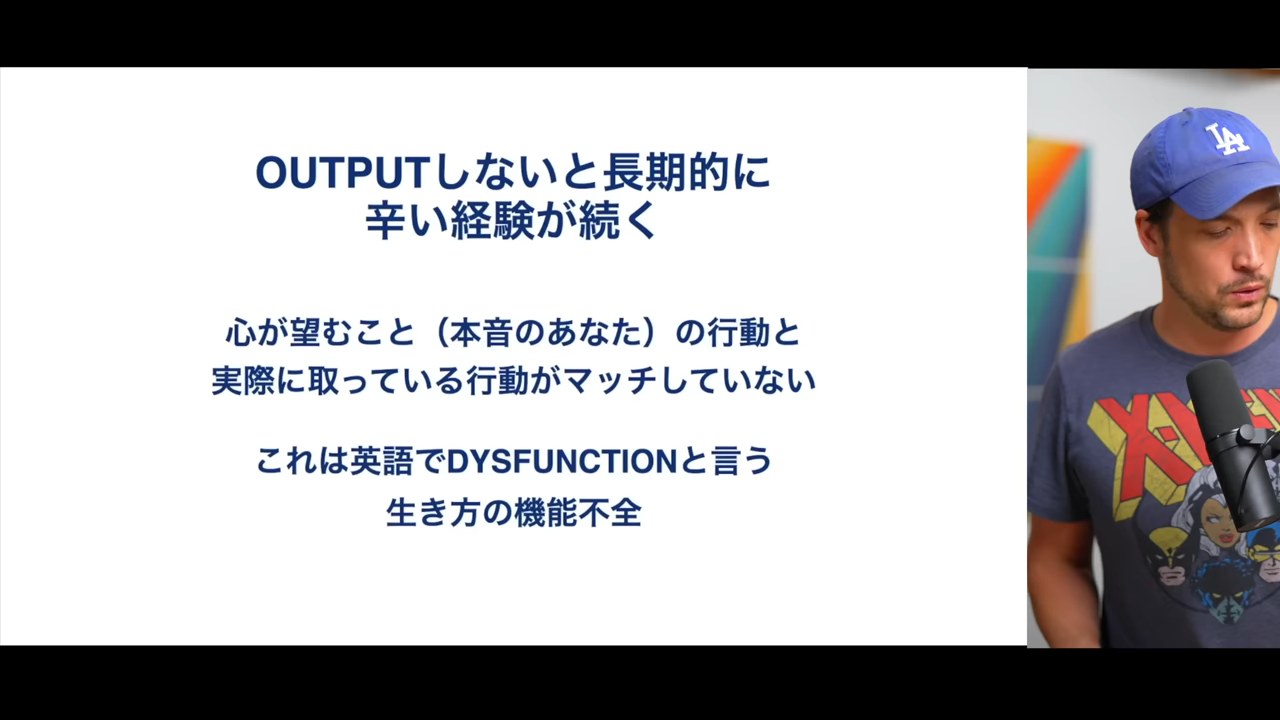 OUTPUTしないと長期的に
辛い経験が続く
心が望むこと（本音のあなた）の行動と
実際に取っている行動がマッチしていない
これは英語でDYSFUNCTIONと言う
生き方の機能不全
LA